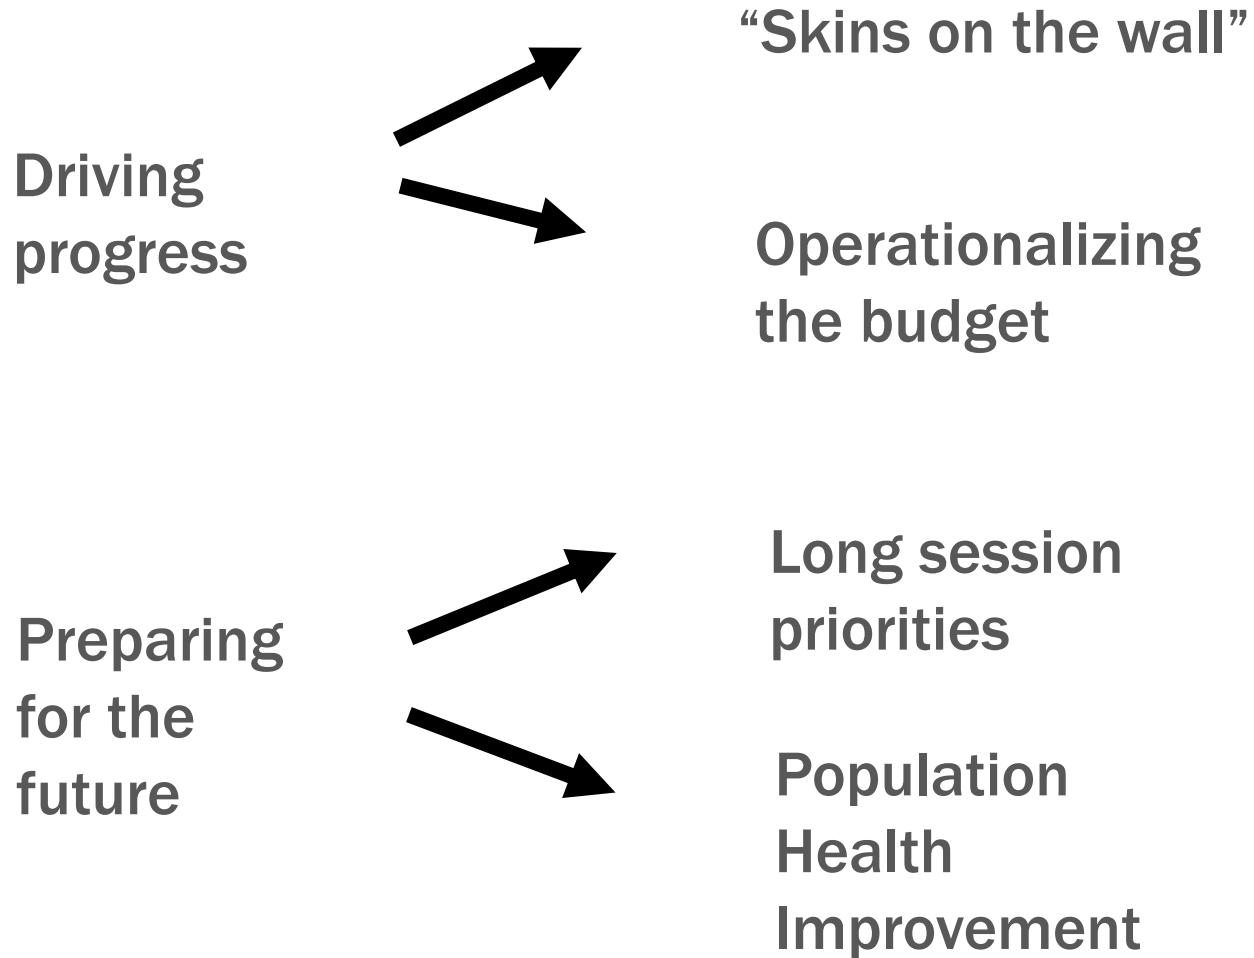 “Skins on the wall”
Driving
progress
Operationalizing
the budget
Long session
priorities
Preparing
for the
future
Population
Health
Improvement